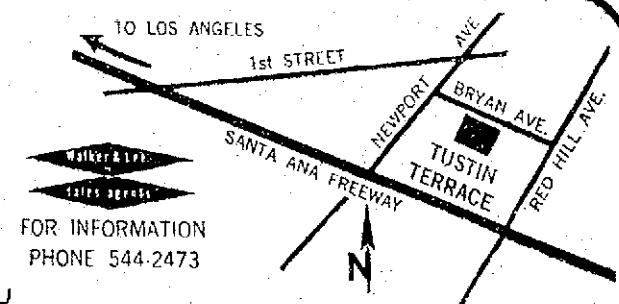 TO LOS ANGELES
1st STREET
NEWPORT AVE
BRYAN AVE.
RED HILL AVE.
TUSTIN
TERRACE
SANTA ANA FREEWAY
Walker & Lee
sales agents
FOR INFORMATION
PHONE 544-2473
N